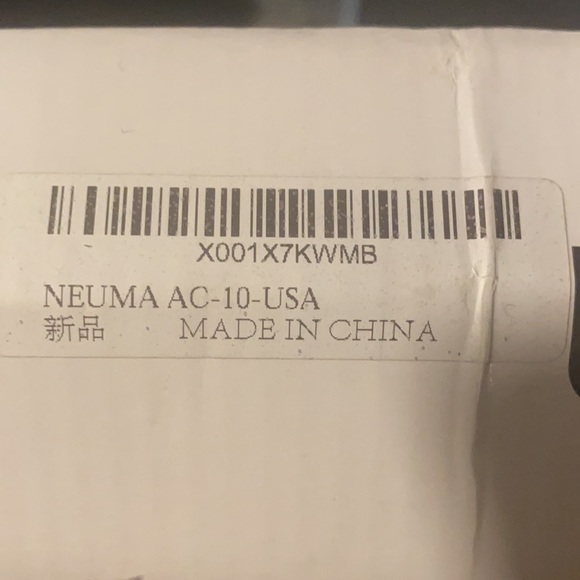 X001X7KWMB
NEUMA AC-10-USA
新品 MADE IN CHINA